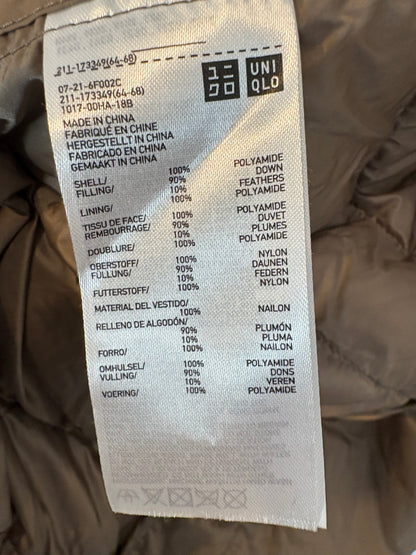 211-173349(64-68)
ユニ
クロ
UNI
QLO
07-21-6F002C
211-173349(64-68)
1017-00HA-18B
MADE IN CHINA
FABRIQUÉ EN CHINE
HERGESTELLT IN CHINA
FABRICADO EN CHINA
GEMAAKT IN CHINA
SHELL/ 100% POLYAMIDE
FILLING/ 90% DOWN
10% FEATHERS
LINING/ 100% POLYAMIDE
TISSU DE FACE/ 100% POLYAMIDE
REMBOURRAGE/ 90% DUVET
10% PLUMES
DOUBLURE/ 100% POLYAMIDE
OBERSTOFF/ 100% NYLON
FÜLLUNG/ 90% DAUNEN
10% FEDERN
FUTTERSTOFF/ 100% NYLON
MATERIAL DEL VESTIDO/
100% NAILON
RELLENO DE ALGODÓN/
90% PLUMÓN
10% PLUMA
FORRO/ 100% NAILON
OMHULSEL/ 100% POLYAMIDE
VULLING/ 90% DONS
10% VEREN
VOERING/ 100% POLYAMIDE